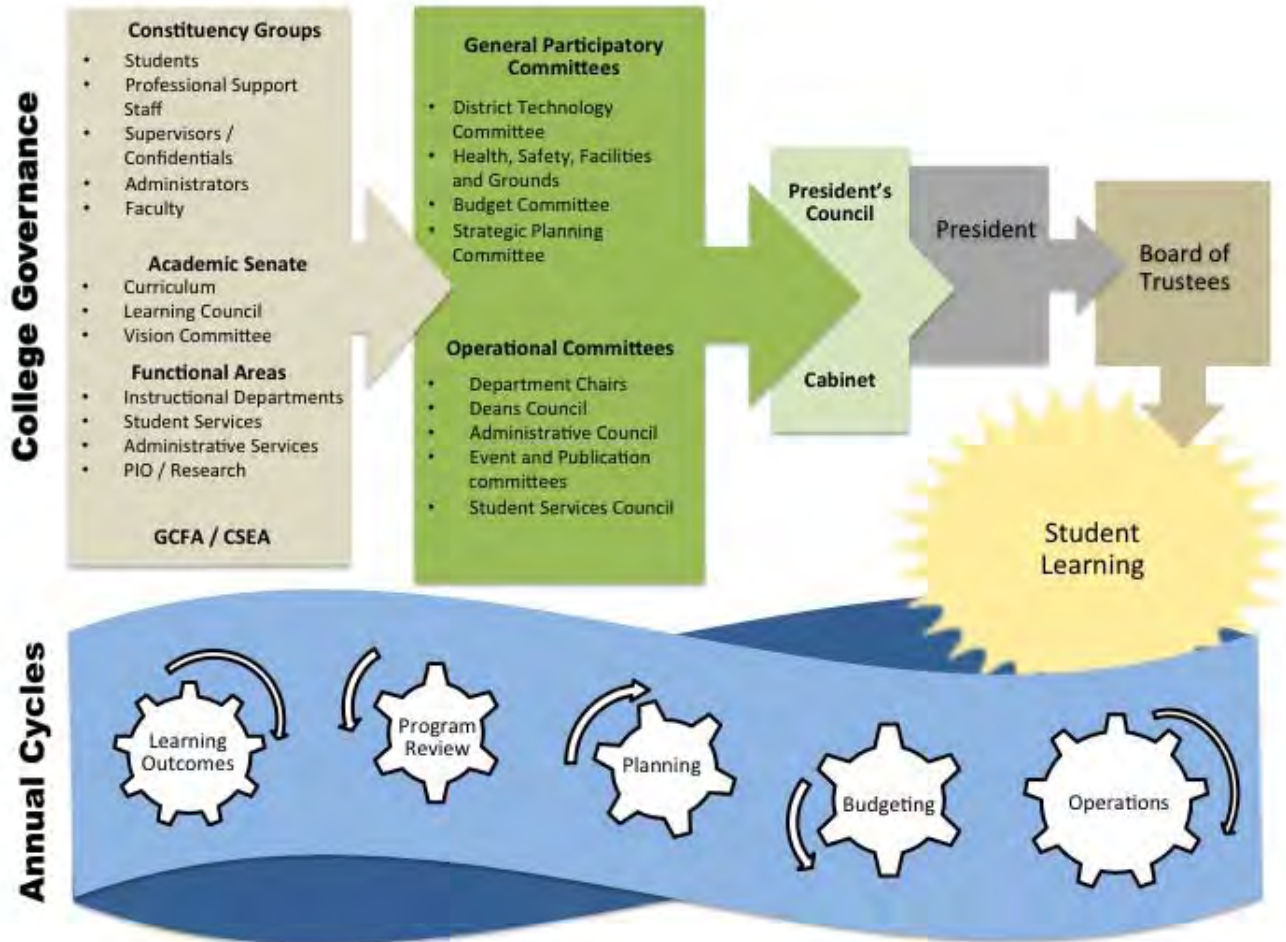 College Governance
Constituency Groups
• Students
• Professional Support
Staff
• Supervisors /
Confidentials
• Administrators
• Faculty
Academic Senate
• Curriculum
• Learning Council
• Vision Committee
Functional Areas
• Instructional Departments
• Student Services
• Administrative Services
• PIO / Research
GCFA / CSEA
General Participatory
Committees
• District Technology
Committee
• Health, Safety, Facilities
and Grounds
• Budget Committee
• Strategic Planning
Committee
Operational Committees
• Department Chairs
• Deans Council
• Administrative Council
• Event and Publication
committees
• Student Services Council
President's
Council
Cabinet
President
Board of
Trustees
Student
Learning
Annual Cycles
Learning
Outcomes
Program
Review
Planning
Budgeting
Operations